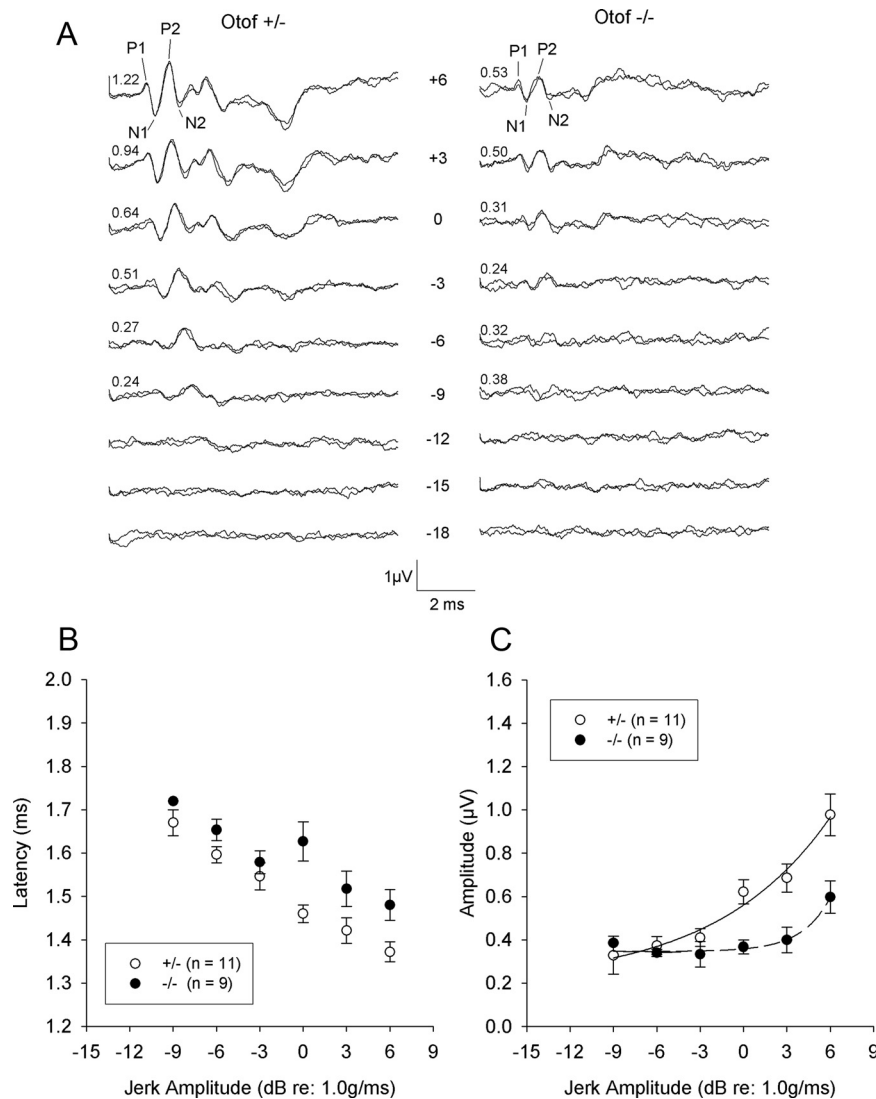 A
Otof +/-
Otof -/-
P2
P1
N1
N2
P1
P2
N1
N2
1.22
+6
0.53
0.94
+3
0.50
0.64
0
0.31
0.51
-3
0.24
0.27
-6
0.32
0.24
-9
0.38
-12
-15
-18
1µV
2 ms
B
2.0
1.9
1.8
1.7
1.6
1.5
1.4
1.3
1.2
Latency (ms)
+/- (n = 11)
-/- (n = 9)
-15 -12 -9 -6 -3 0 3 6 9
Jerk Amplitude (dB re: 1.0g/ms)
C
1.6
1.4
1.2
1.0
0.8
0.6
0.4
0.2
0.0
Amplitude (µV)
+/- (n = 11)
-/- (n = 9)
-15 -12 -9 -6 -3 0 3 6 9
Jerk Amplitude (dB re: 1.0g/ms)